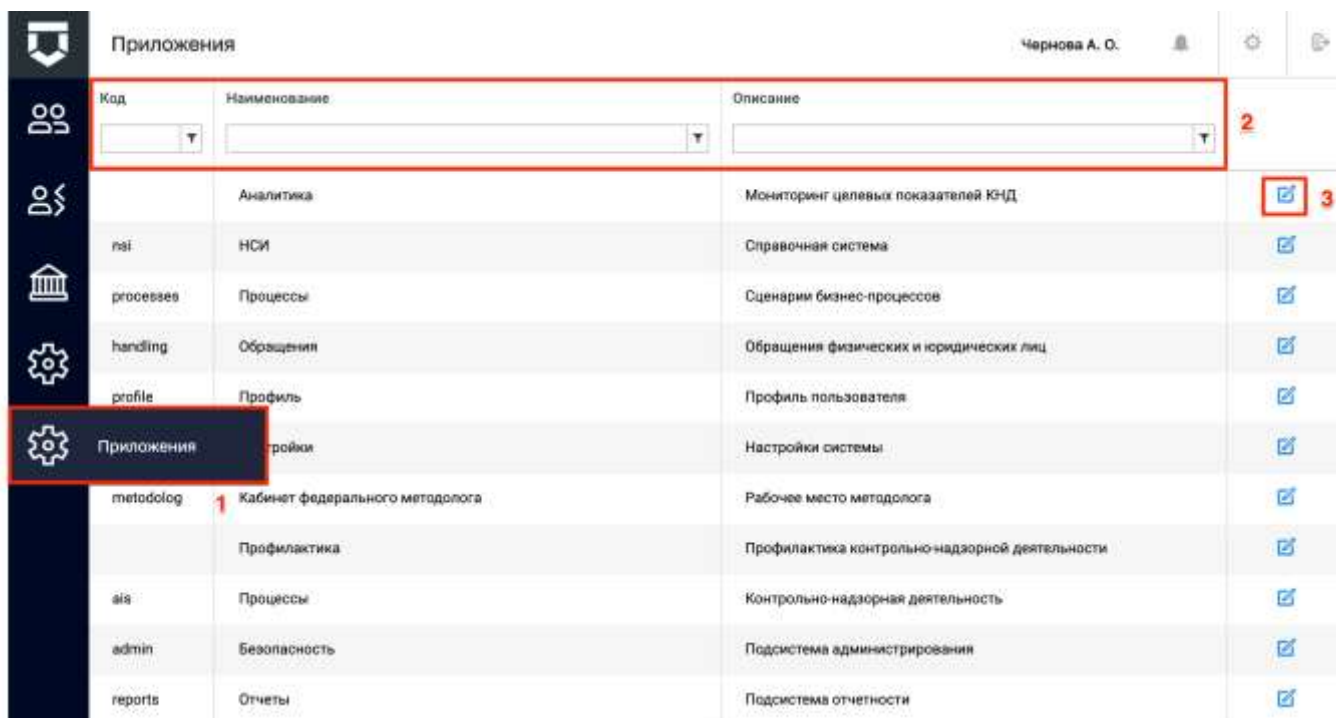 Приложения Чернова А. О.
Код Наименование Описание
2
Аналитика Мониторинг целевых показателей КНД 3
nsi НСИ Справочная система
processes Процессы Сценарии бизнес-процессов
handling Обращения Обращения физических и юридических лиц
profile Профиль Профиль пользователя
Приложения тройки Настройки системы
metodolog 1 Кабинет федерального методолога Рабочее место методолога
Профилактика Профилактика контрольно-надзорной деятельности
ais Процессы Контрольно-надзорная деятельность
admin Безопасность Подсистема администрирования
reports Отчеты Подсистема отчетности